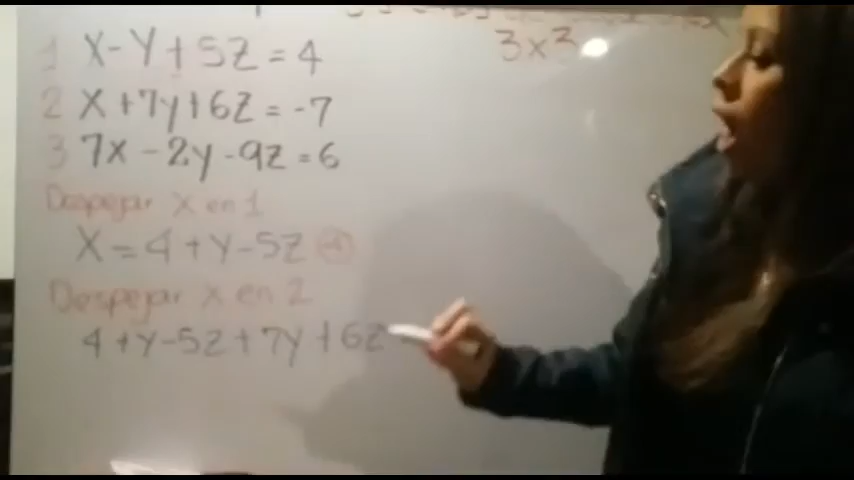 3x²
1 X-Y+5Z=4
2 X+7y+6Z=-7
3 7X-2y-9Z=6
Despejar X en 1
X=4+Y-5Z
Despejar X en 2
4+Y-5Z+7Y+6Z